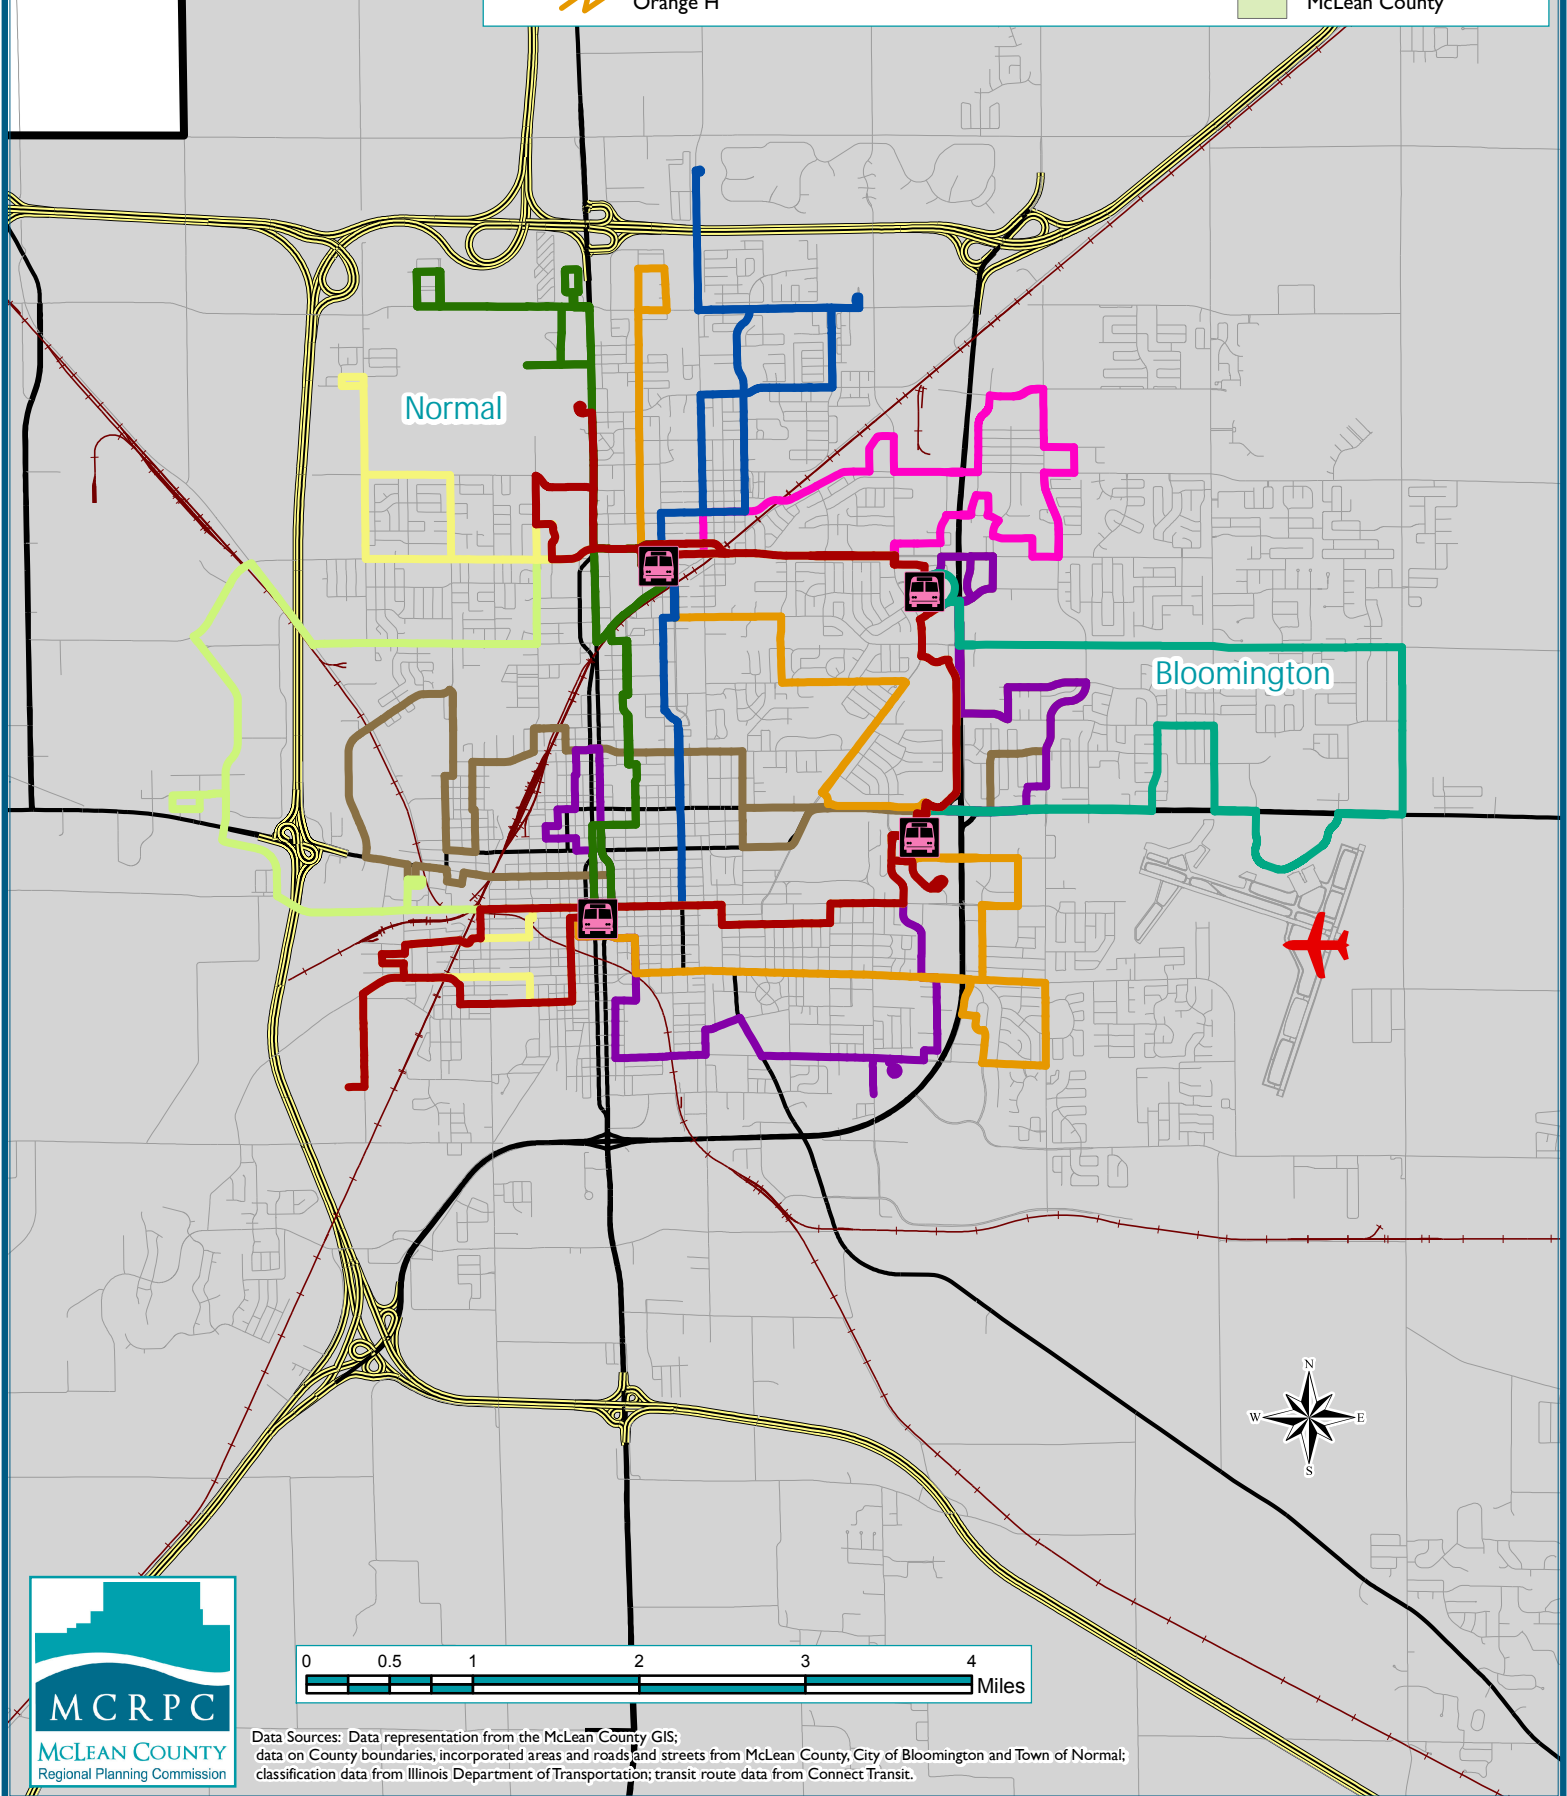 Orange H
McLean County
Normal
Bloomington
N
W E
S
0 0.5 1 2 3 4
Miles
MCRPC
McLean County
Regional Planning Commission
Data Sources: Data representation from the McLean County GIS;
data on County boundaries, incorporated areas and roads and streets from McLean County, City of Bloomington and Town of Normal;
classification data from Illinois Department of Transportation; transit route data from Connect Transit.